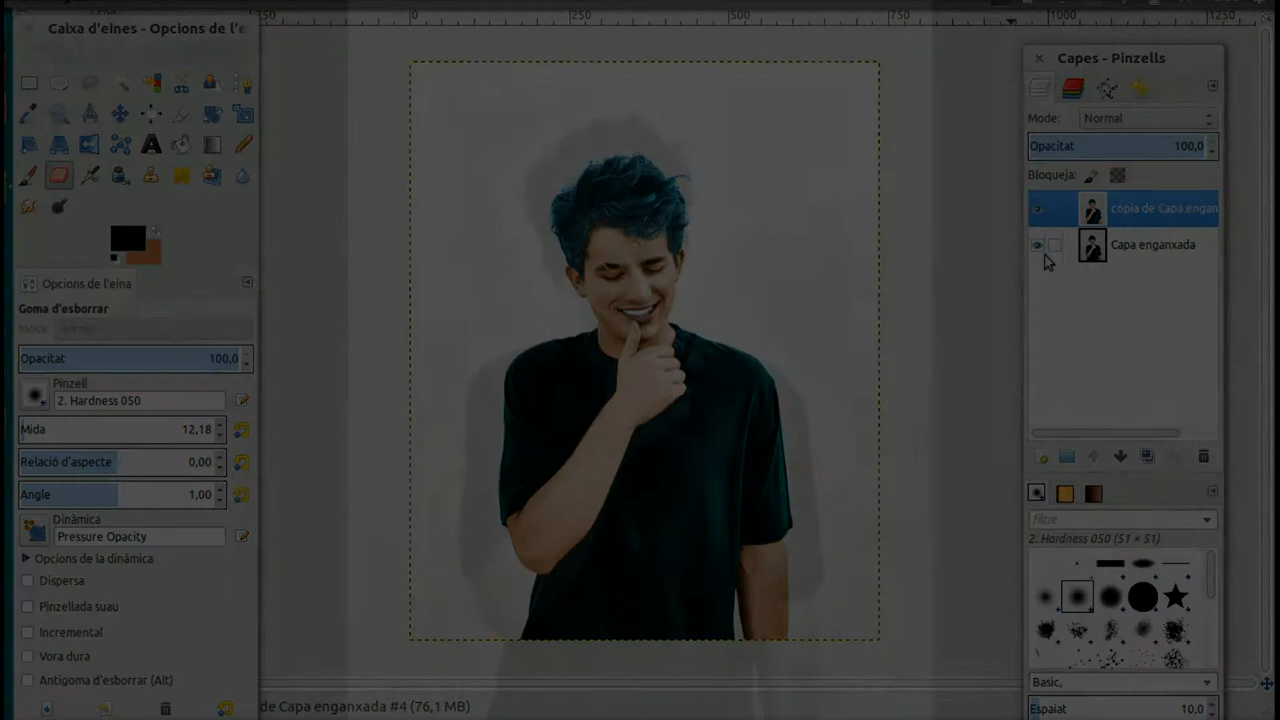 250
0
250
500
750
1000
1250
Caixa d'eines - Opcions de l'e
Opcions de l'eina
Goma d'esborrar
Mode: Normal
Opacitat 100,0
Pinzell
2. Hardness 050
Mida 12,18
Relació d'aspecte 0,00
Angle 1,00
Dinàmica
Pressure Opacity
Opcions de la dinàmica
Dispersa
Pinzellada suau
Incremental
Vora dura
Antigoma d'esborrar (Alt)
de Capa enganxada #4 (76,1 MB)
Capes - Pinzells
Mode: Normal
Opacitat 100,0
Bloqueja:
còpia de Capa engan
Capa enganxada
filtre
2. Hardness 050 (51 × 51)
Basic,
Espaiat 10,0